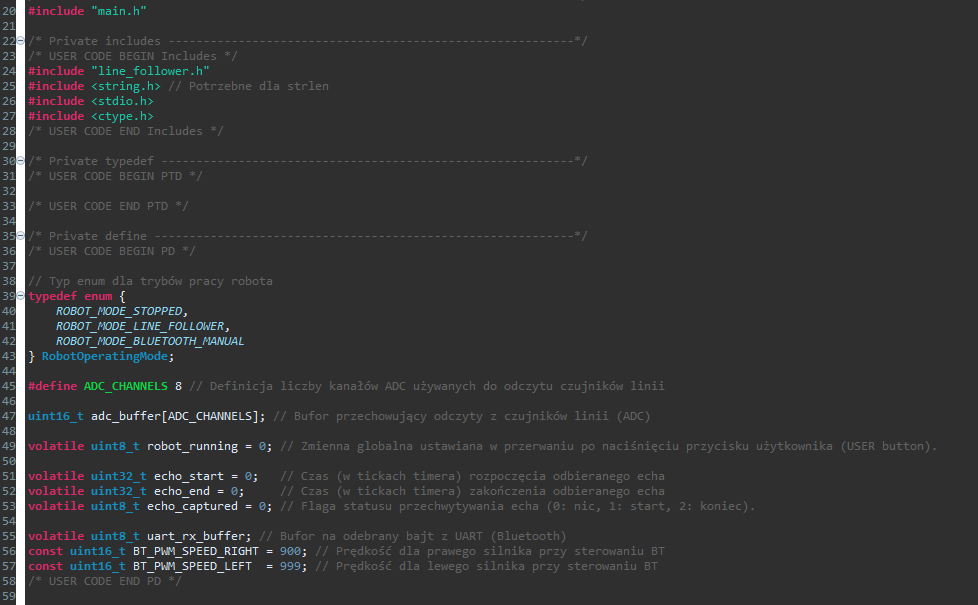 20 #include "main.h"
21
22 /* Private includes ----------------------------------------------------------*/
23 /* USER CODE BEGIN Includes */
24 #include "line_follower.h"
25 #include <string.h> // Potrzebne dla strlen
26 #include <stdio.h>
27 #include <ctype.h>
28 /* USER CODE END Includes */
29
30 /* Private typedef -----------------------------------------------------------*/
31 /* USER CODE BEGIN PTD */
32
33 /* USER CODE END PTD */
34
35 /* Private define ------------------------------------------------------------*/
36 /* USER CODE BEGIN PD */
37
38 // Typ enum dla trybów pracy robota
39 typedef enum {
40     ROBOT_MODE_STOPPED,
41     ROBOT_MODE_LINE_FOLLOWER,
42     ROBOT_MODE_BLUETOOTH_MANUAL
43 } RobotOperatingMode;
44
45 #define ADC_CHANNELS 8 // Definicja liczby kanałów ADC używanych do odczytu czujników linii
46
47 uint16_t adc_buffer[ADC_CHANNELS]; // Bufor przechowujący odczyty z czujników linii (ADC)
48
49 volatile uint8_t robot_running = 0; // Zmienna globalna ustawiana w przerwaniu po naciśnięciu przycisku użytkownika (USER button).
50
51 volatile uint32_t echo_start = 0;   // Czas (w tickach timera) rozpoczęcia odbieranego echa
52 volatile uint32_t echo_end = 0;     // Czas (w tickach timera) zakończenia odbieranego echa
53 volatile uint8_t echo_captured = 0; // Flaga statusu przechwytywania echa (0: nic, 1: start, 2: koniec).
54
55 volatile uint8_t uart_rx_buffer; // Bufor na odebrany bajt z UART (Bluetooth)
56 const uint16_t BT_PWM_SPEED_RIGHT = 900; // Prędkość dla prawego silnika przy sterowaniu BT
57 const uint16_t BT_PWM_SPEED_LEFT  = 999; // Prędkość dla lewego silnika przy sterowaniu BT
58 /* USER CODE END PD */
59